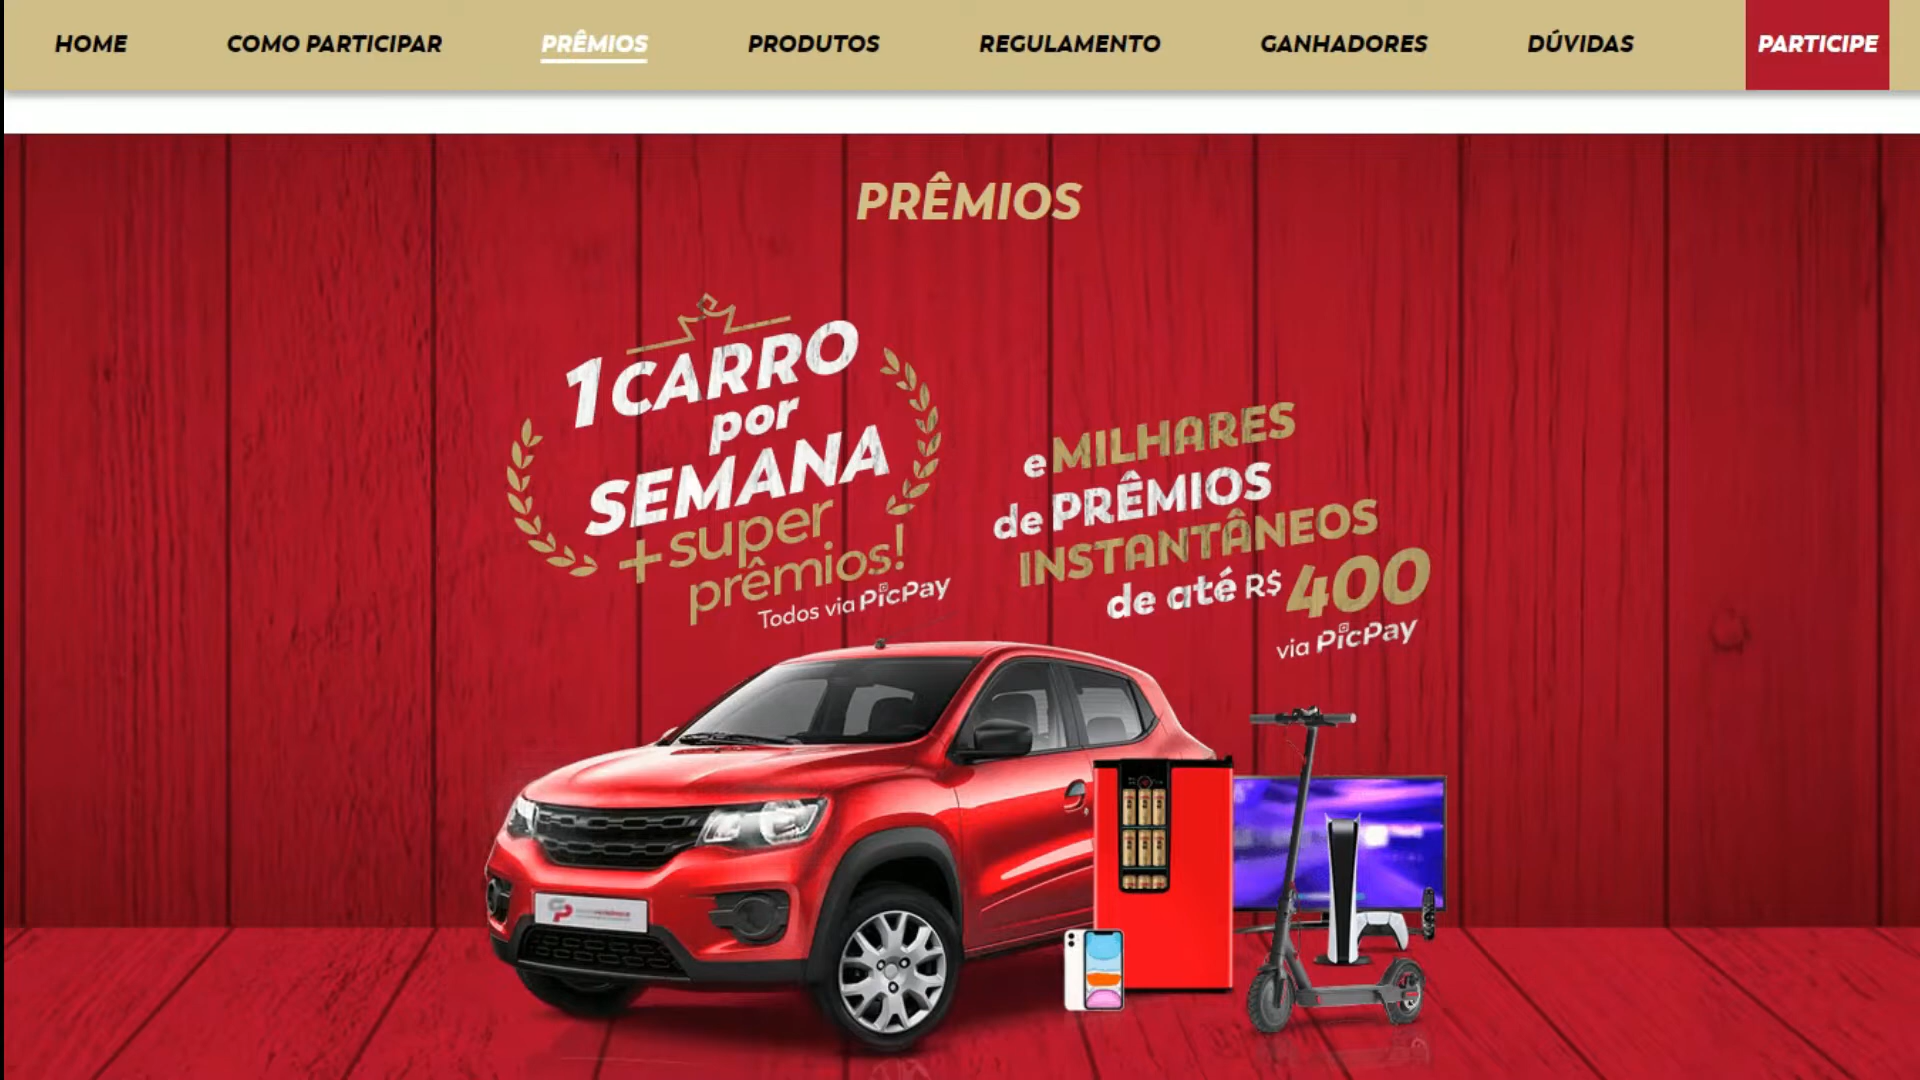 HOME COMO PARTICIPAR PRÊMIOS PRODUTOS REGULAMENTO GANHADORES DÚVIDAS PARTICIPE
PRÊMIOS
1 CARRO
por
SEMANA
+super
prêmios!
Todos via PicPay
e MILHARES
de PRÊMIOS
INSTANTÂNEOS
de até R$ 400
via PicPay